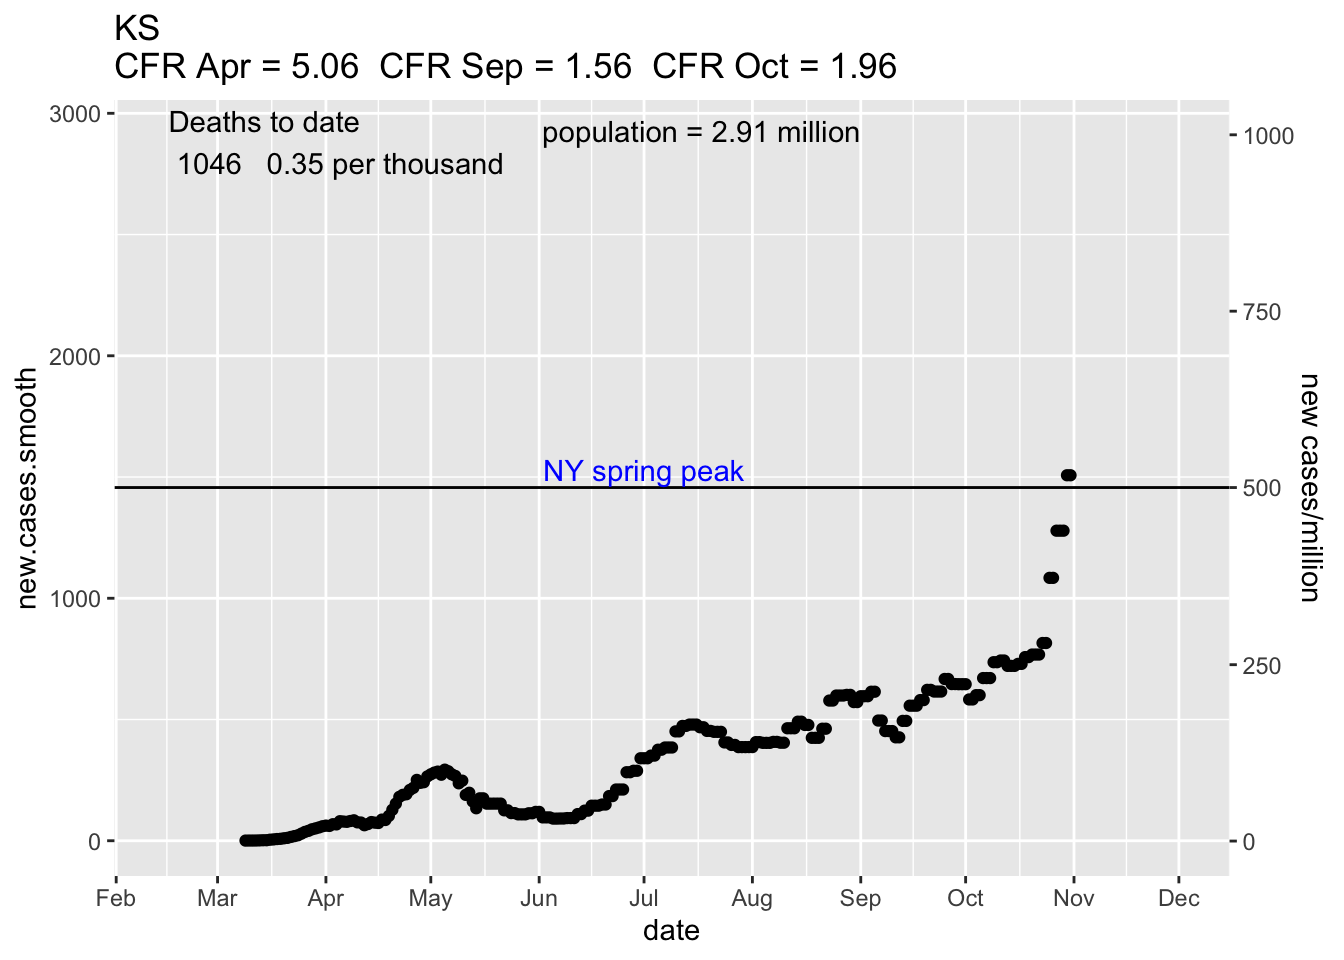 KS
CFR Apr = 5.06  CFR Sep = 1.56  CFR Oct = 1.96
Deaths to date
1046   0.35 per thousand
population = 2.91 million
NY spring peak
new.cases.smooth
3000
2000
1000
0
new cases/million
1000
750
500
250
0
Feb Mar Apr May Jun Jul Aug Sep Oct Nov Dec
date